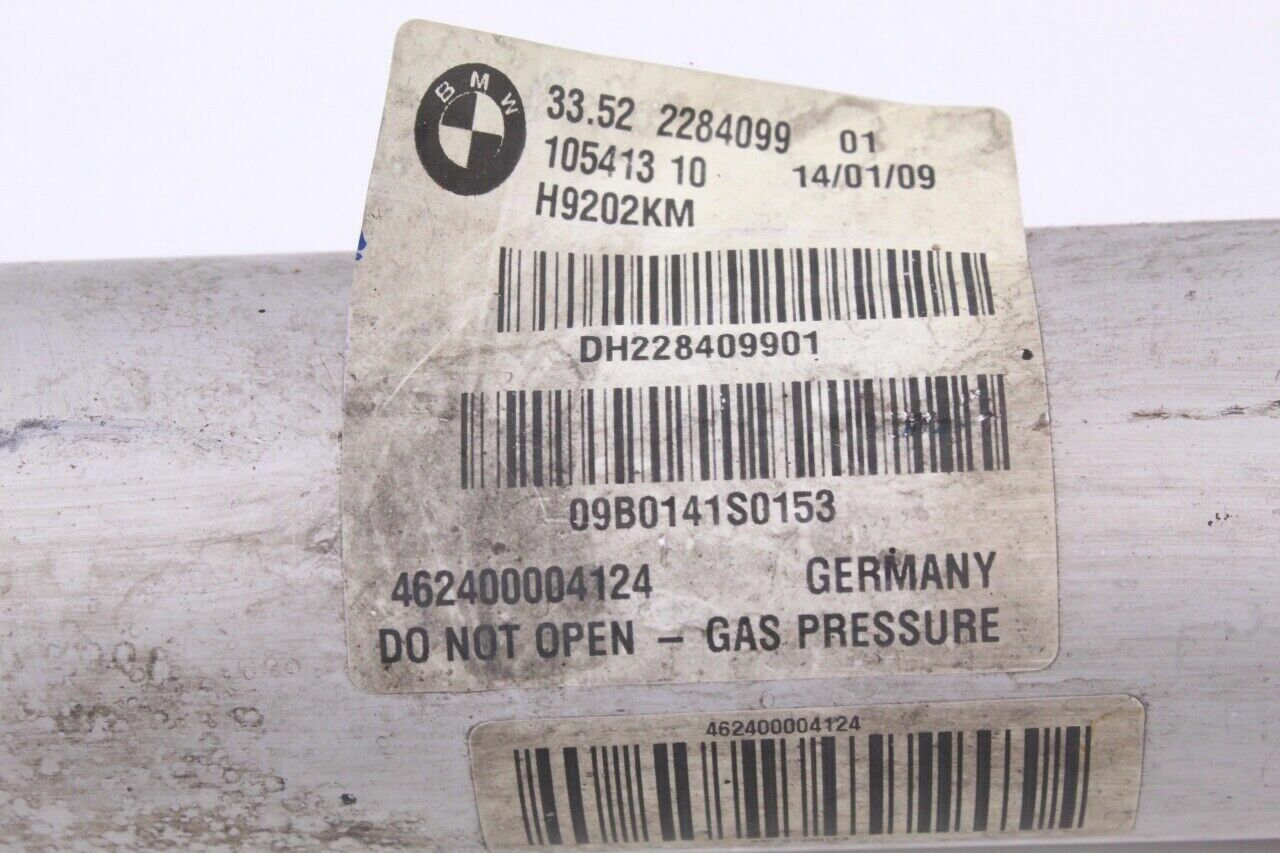 BMW
33.52 2284099 01
105413 10 14/01/09
H9202KM
DH228409901
09B0141S0153
462400004124 GERMANY
DO NOT OPEN – GAS PRESSURE
462400004124